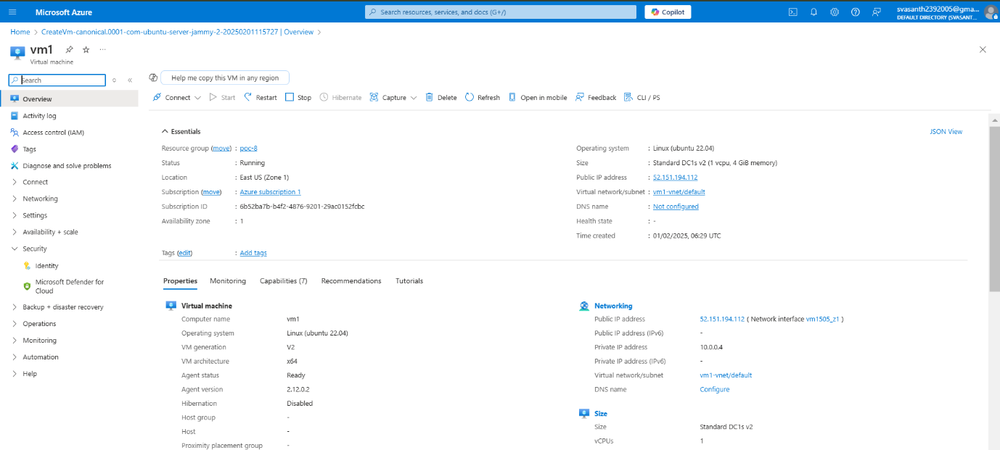 Microsoft Azure
Search resources, services, and docs (G+/)
Copilot
svasanth2392005@gma...
DEFAULT DIRECTORY (SVASANT...
Home > CreateVm-canonical.0001-com-ubuntu-server-jammy-2-20250201115727 | Overview >
vm1
Virtual machine
Search
Help me copy this VM in any region
Connect Start Restart Stop Hibernate Capture Delete Refresh Open in mobile Feedback CLI / PS
Overview
Activity log
Access control (IAM)
Tags
Diagnose and solve problems
Connect
Networking
Settings
Availability + scale
Security
Identity
Microsoft Defender for
Cloud
Backup + disaster recovery
Operations
Monitoring
Automation
Help
Essentials
JSON View
Resource group (move) : poc-8
Status : Running
Location : East US (Zone 1)
Subscription (move) : Azure subscription 1
Subscription ID : 6b52ba7b-b4f2-4876-9201-29ac0152fcbc
Availability zone : 1
Operating system : Linux (ubuntu 22.04)
Size : Standard DC1s v2 (1 vcpu, 4 GiB memory)
Public IP address : 52.151.194.112
Virtual network/subnet : vm1-vnet/default
DNS name : Not configured
Health state : -
Time created : 01/02/2025, 06:29 UTC
Tags (edit) : Add tags
Properties Monitoring Capabilities (7) Recommendations Tutorials
Virtual machine
Computer name vm1
Operating system Linux (ubuntu 22.04)
VM generation V2
VM architecture x64
Agent status Ready
Agent version 2.12.0.2
Hibernation Disabled
Host group -
Host -
Proximity placement group -
Networking
Public IP address 52.151.194.112 ( Network interface vm1505_z1 )
Public IP address (IPv6) -
Private IP address 10.0.0.4
Private IP address (IPv6) -
Virtual network/subnet vm1-vnet/default
DNS name Configure
Size
Size Standard DC1s v2
vCPUs 1